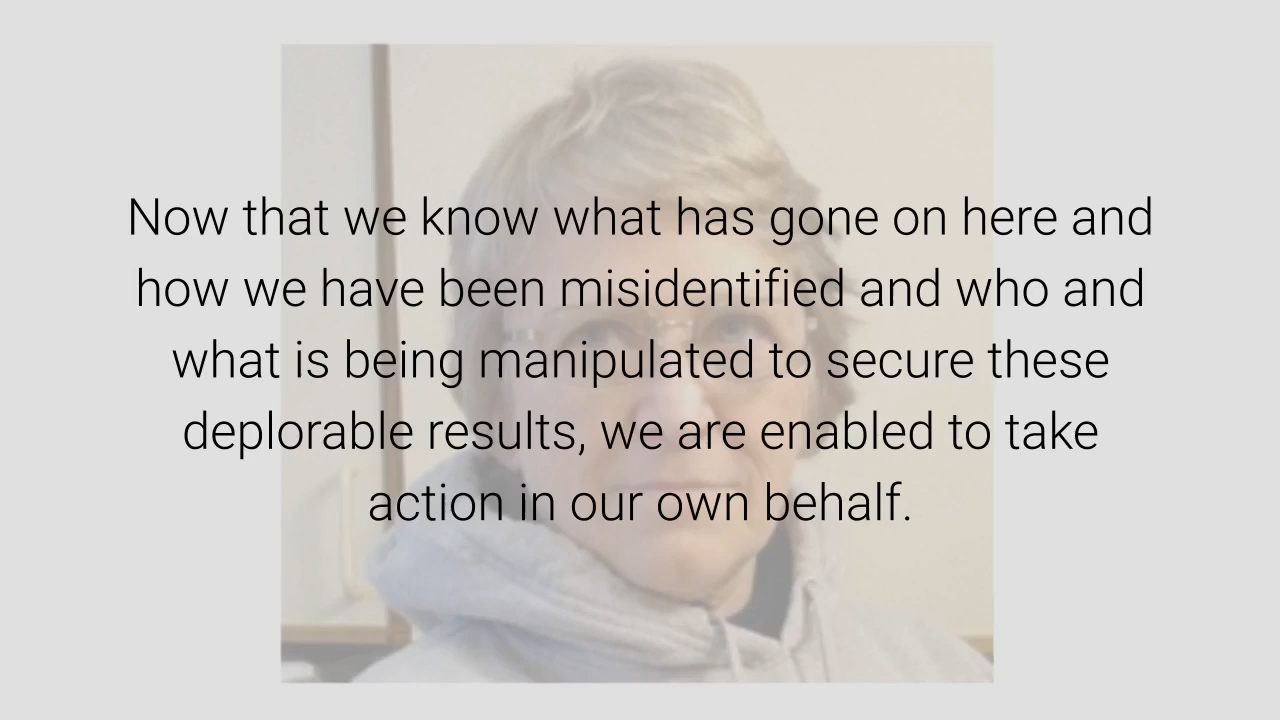 Now that we know what has gone on here and
how we have been misidentified and who and
what is being manipulated to secure these
deplorable results, we are enabled to take
action in our own behalf.